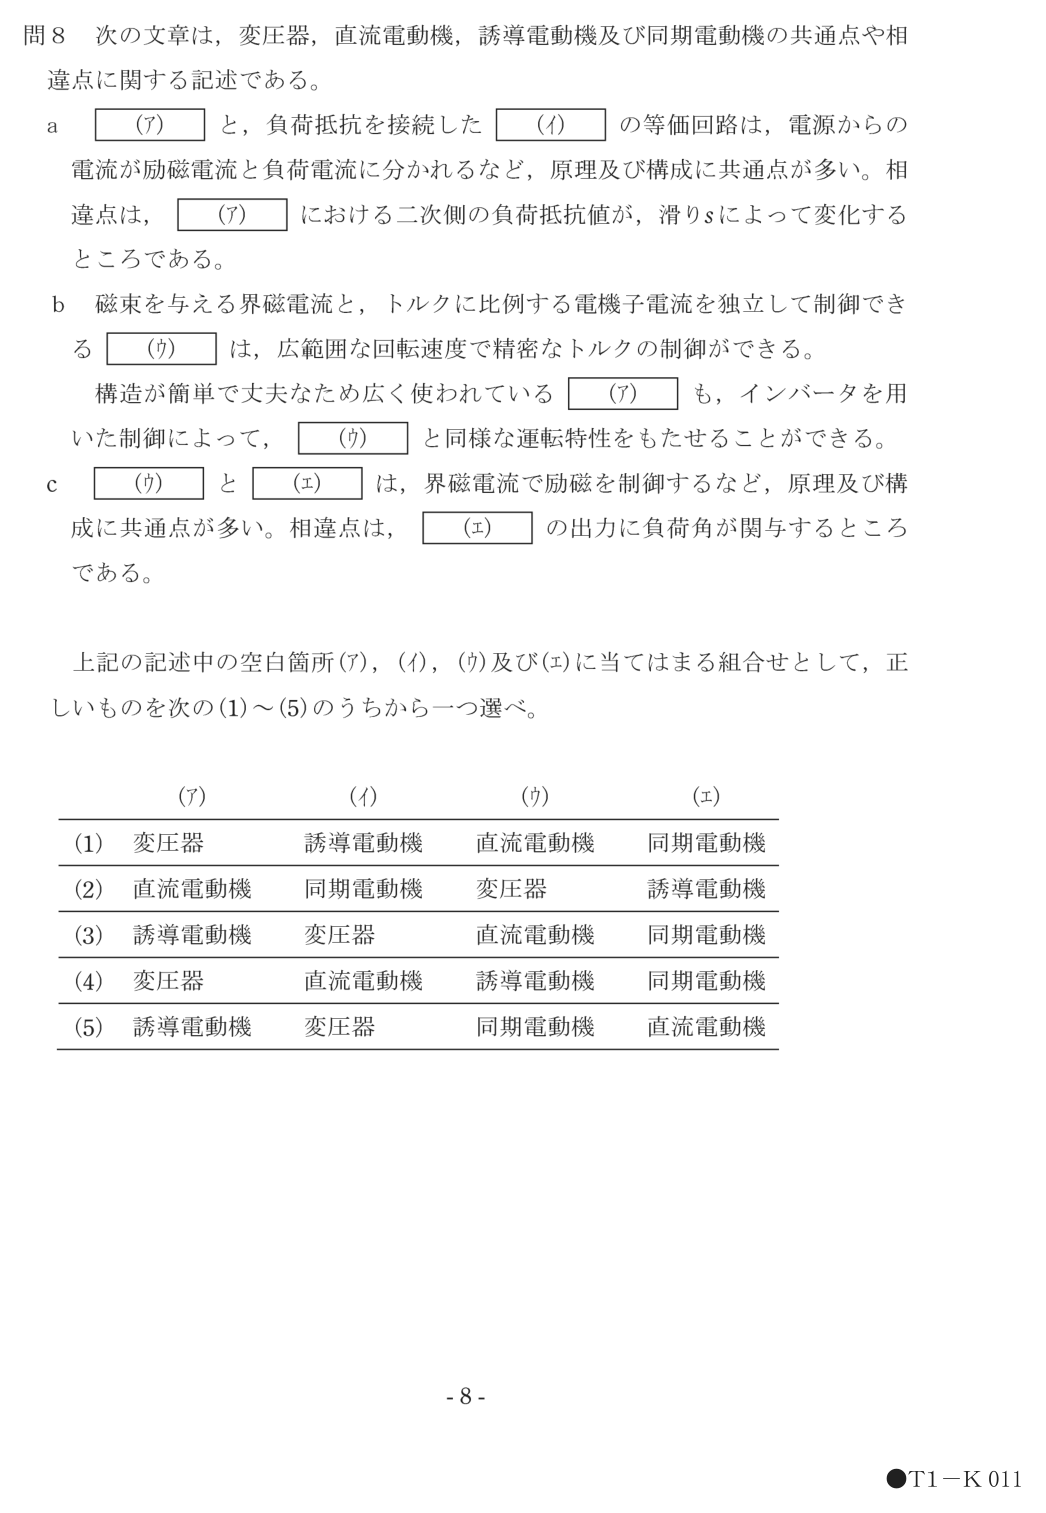 問８　次の文章は，変圧器，直流電動機，誘導電動機及び同期電動機の共通点や相
違点に関する記述である。
a　(ｱ)　と，負荷抵抗を接続した　(ｲ)　の等価回路は，電源からの
電流が励磁電流と負荷電流に分かれるなど，原理及び構成に共通点が多い。相
違点は，　(ｱ)　における二次側の負荷抵抗値が，滑りsによって変化する
ところである。
b　磁束を与える界磁電流と，トルクに比例する電機子電流を独立して制御でき
る　(ｳ)　は，広範囲な回転速度で精密なトルクの制御ができる。
構造が簡単で丈夫なため広く使われている　(ｱ)　も，インバータを用
いた制御によって，　(ｳ)　と同様な運転特性をもたせることができる。
c　(ｳ)　と　(ｴ)　は，界磁電流で励磁を制御するなど，原理及び構
成に共通点が多い。相違点は，　(ｴ)　の出力に負荷角が関与するところ
である。
上記の記述中の空白箇所(ｱ)，(ｲ)，(ｳ)及び(ｴ)に当てはまる組合せとして，正
しいものを次の(1)～(5)のうちから一つ選べ。
(ｱ)　(ｲ)　(ｳ)　(ｴ)
(1)　変圧器　誘導電動機　直流電動機　同期電動機
(2)　直流電動機　同期電動機　変圧器　誘導電動機
(3)　誘導電動機　変圧器　直流電動機　同期電動機
(4)　変圧器　直流電動機　誘導電動機　同期電動機
(5)　誘導電動機　変圧器　同期電動機　直流電動機
- 8 -
●T1－K 011